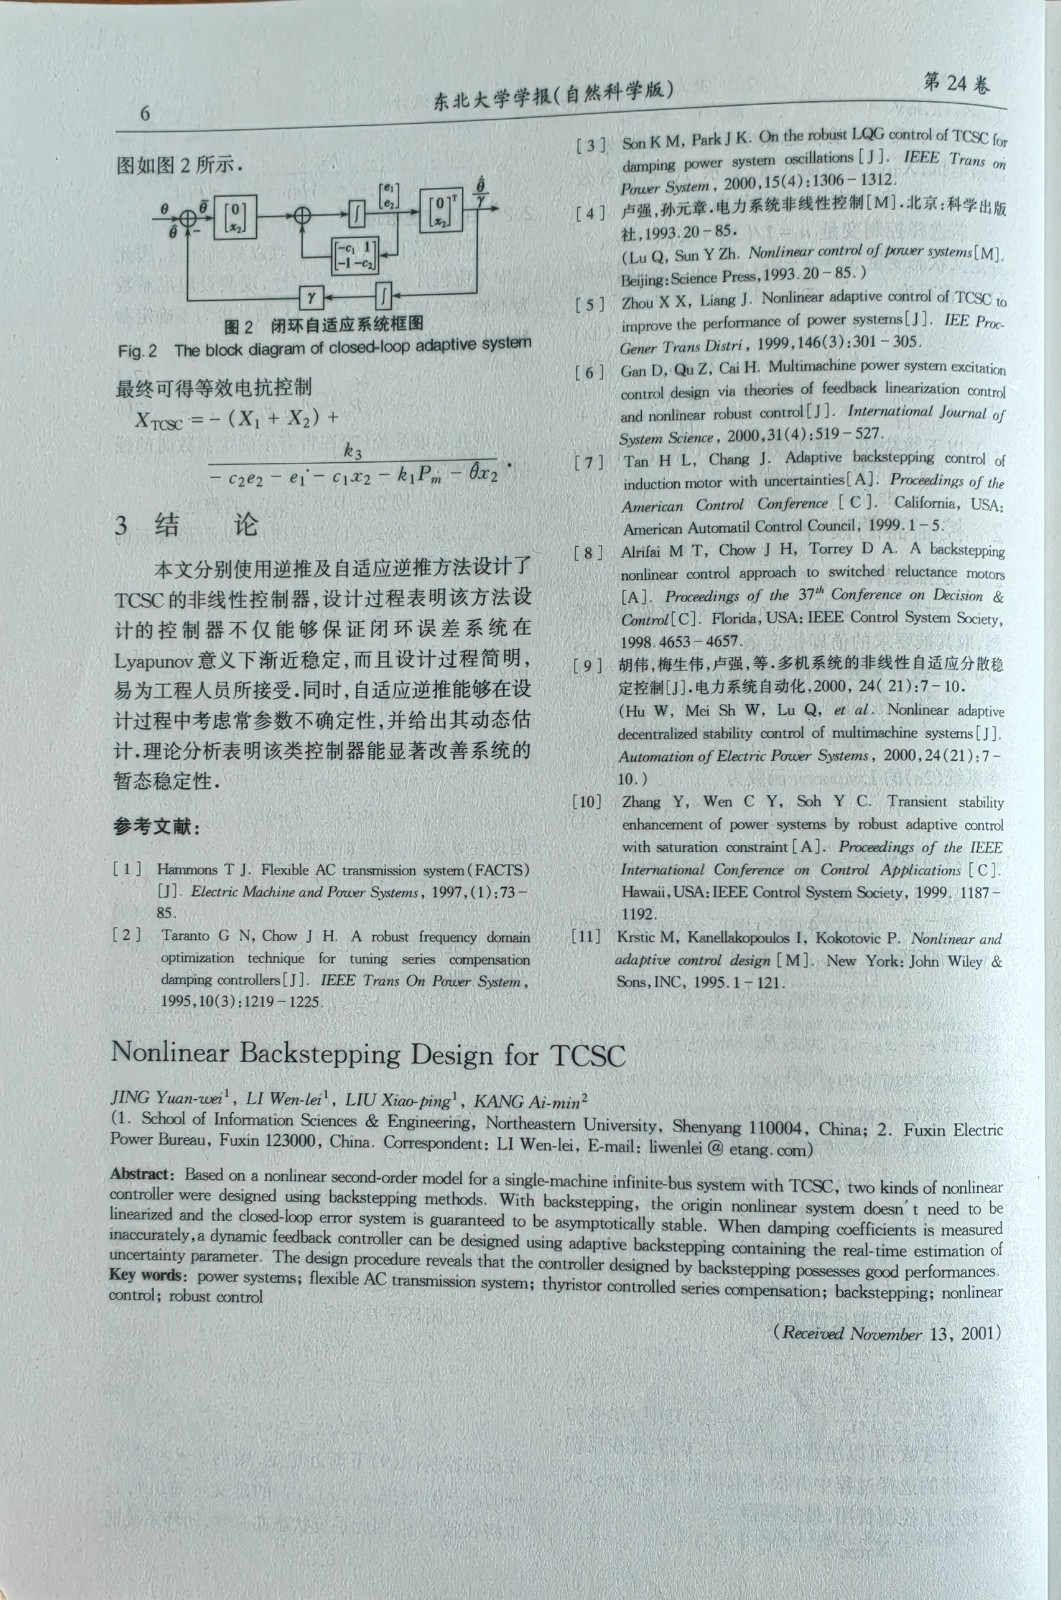 6
东北大学学报(自然科学版)
第 24 卷
图如图 2 所示.
θ
θ̂
−
θ̃
[0 x₂]
∫
[e₁ e₂]
[0 x₂]ᵀ
[−c₁ 1 −1 −c₂]
γ
∫
图 2 闭环自适应系统框图
Fig. 2 The block diagram of closed-loop adaptive system
最终可得等效电抗控制
X_TCSC = − (X₁ + X₂) +
k₃
− c₂e₂ − e₁ − c₁x₂ − k₁Pₘ − θ̂x₂ .
3 结 论
本文分别使用逆推及自适应逆推方法设计了
TCSC 的非线性控制器,设计过程表明该方法设
计的控制器不仅能够保证闭环误差系统在
Lyapunov 意义下渐近稳定,而且设计过程简明,
易为工程人员所接受.同时,自适应逆推能够在设
计过程中考虑常参数不确定性,并给出其动态估
计.理论分析表明该类控制器能显著改善系统的
暂态稳定性.
参考文献:
[ 1 ] Hammons T J. Flexible AC transmission system (FACTS)
[J]. Electric Machine and Power Systems, 1997,(1):73 −
85.
[ 2 ] Taranto G N, Chow J H. A robust frequency domain
optimization technique for tuning series compensation
damping controllers[J]. IEEE Trans On Power System,
1995,10(3):1219 − 1225.
[ 3 ] Son K M, Park J K. On the robust LQG control of TCSC for
damping power system oscillations [J]. IEEE Trans on
Power System, 2000,15(4):1306 − 1312.
[ 4 ] 卢强,孙元章.电力系统非线性控制[M].北京:科学出版
社,1993.20 − 85.
(Lu Q, Sun Y Zh. Nonlinear control of power systems[M].
Beijing: Science Press, 1993. 20 − 85.)
[ 5 ] Zhou X X, Liang J. Nonlinear adaptive control of TCSC to
improve the performance of power systems[J]. IEE Proc-
Gener Trans Distri, 1999,146(3):301 − 305.
[ 6 ] Gan D, Qu Z, Cai H. Multimachine power system excitation
control design via theories of feedback linearization control
and nonlinear robust control[J]. International Journal of
System Science, 2000,31(4):519 − 527.
[ 7 ] Tan H L, Chang J. Adaptive backstepping control of
induction motor with uncertainties[A]. Proceedings of the
American Control Conference [C]. California, USA:
American Automatil Control Council, 1999. 1 − 5.
[ 8 ] Alrifai M T, Chow J H, Torrey D A. A backstepping
nonlinear control approach to switched reluctance motors
[A]. Proceedings of the 37th Conference on Decision &
Control[C]. Florida, USA: IEEE Control System Society,
1998. 4653 − 4657.
[ 9 ] 胡伟,梅生伟,卢强,等.多机系统的非线性自适应分散稳
定控制[J].电力系统自动化,2000, 24( 21):7 − 10.
(Hu W, Mei Sh W, Lu Q, et al. Nonlinear adaptive
decentralized stability control of multimachine systems[J].
Automation of Electric Power Systems, 2000,24(21):7 −
10.)
[10] Zhang Y, Wen C Y, Soh Y C. Transient stability
enhancement of power systems by robust adaptive control
with saturation constraint [A]. Proceedings of the IEEE
International Conference on Control Applications [C].
Hawaii, USA: IEEE Control System Society, 1999. 1187 −
1192.
[11] Krstic M, Kanellakopoulos I, Kokotovic P. Nonlinear and
adaptive control design [M]. New York: John Wiley &
Sons, INC, 1995. 1 − 121.
Nonlinear Backstepping Design for TCSC
JING Yuan-wei¹, LI Wen-lei¹, LIU Xiao-ping¹, KANG Ai-min²
(1. School of Information Sciences & Engineering, Northeastern University, Shenyang 110004, China; 2. Fuxin Electric
Power Bureau, Fuxin 123000, China. Correspondent: LI Wen-lei, E-mail: liwenlei @ etang. com)
Abstract: Based on a nonlinear second-order model for a single-machine infinite-bus system with TCSC, two kinds of nonlinear
controller were designed using backstepping methods. With backstepping, the origin nonlinear system doesn't need to be
linearized and the closed-loop error system is guaranteed to be asymptotically stable. When damping coefficients is measured
inaccurately, a dynamic feedback controller can be designed using adaptive backstepping containing the real-time estimation of
uncertainty parameter. The design procedure reveals that the controller designed by backstepping possesses good performances.
Key words: power systems; flexible AC transmission system; thyristor controlled series compensation; backstepping; nonlinear
control; robust control
(Received November 13, 2001)